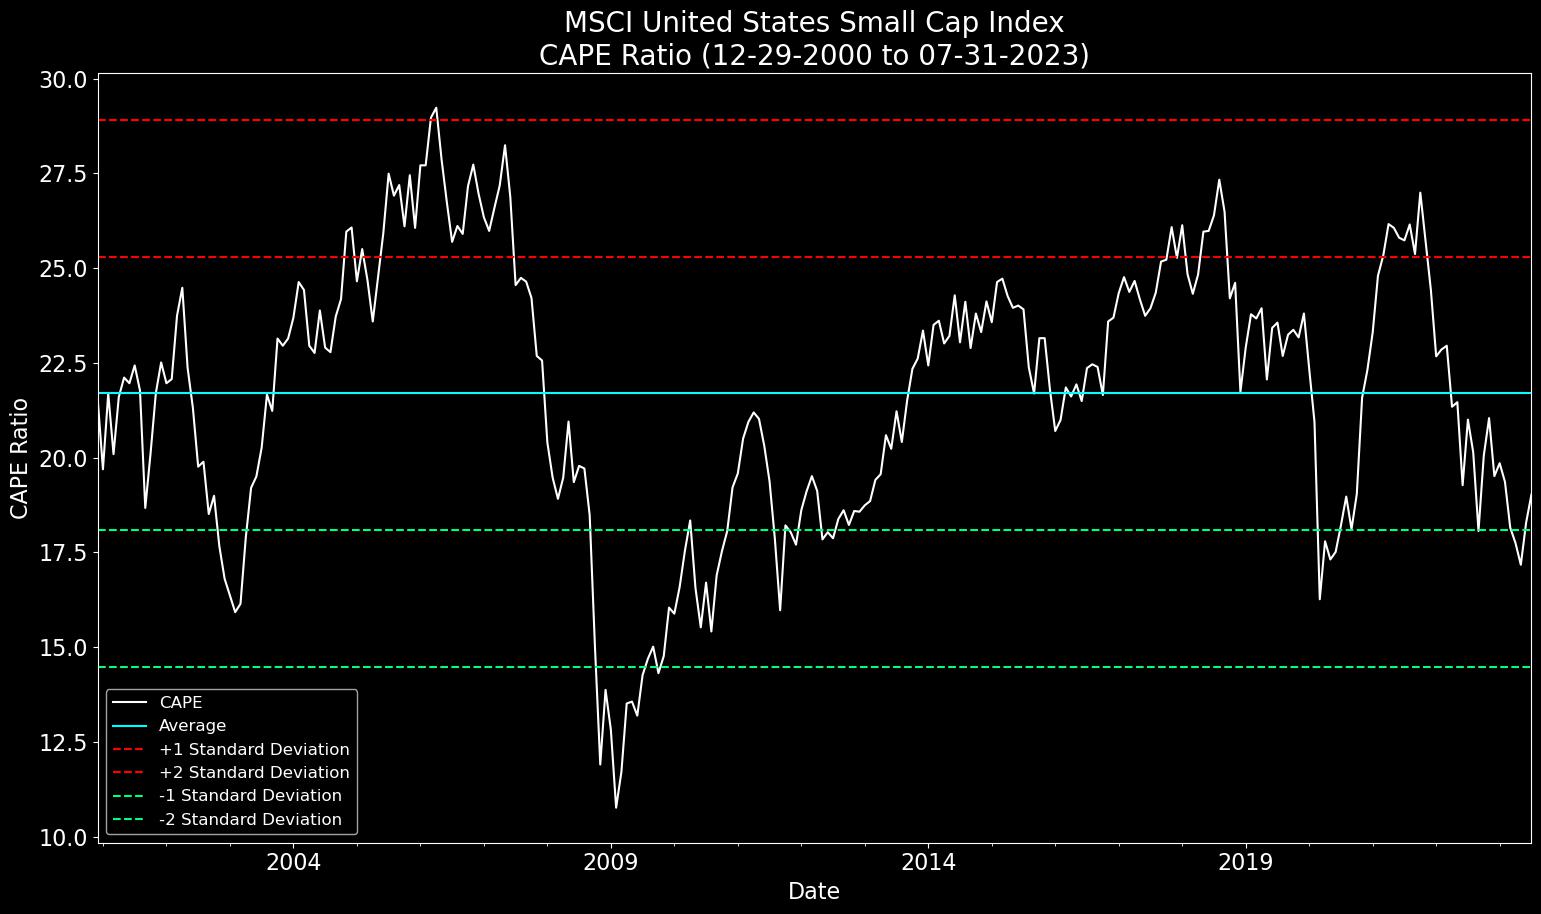 MSCI United States Small Cap Index
CAPE Ratio (12-29-2000 to 07-31-2023)
30.0
27.5
25.0
22.5
20.0
17.5
15.0
12.5
10.0
CAPE Ratio
CAPE
Average
+1 Standard Deviation
+2 Standard Deviation
-1 Standard Deviation
-2 Standard Deviation
2004
2009
2014
2019
Date